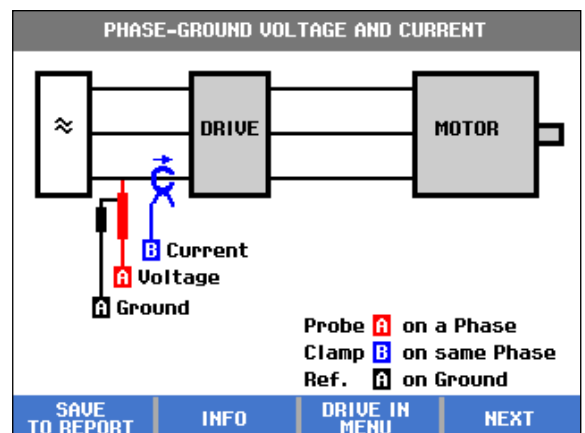 PHASE-GROUND VOLTAGE AND CURRENT
≈
DRIVE
MOTOR
B Current
A Voltage
A Ground
Probe A on a Phase
Clamp B on same Phase
Ref. A on Ground
SAVE
TO REPORT
INFO
DRIVE IN
MENU
NEXT